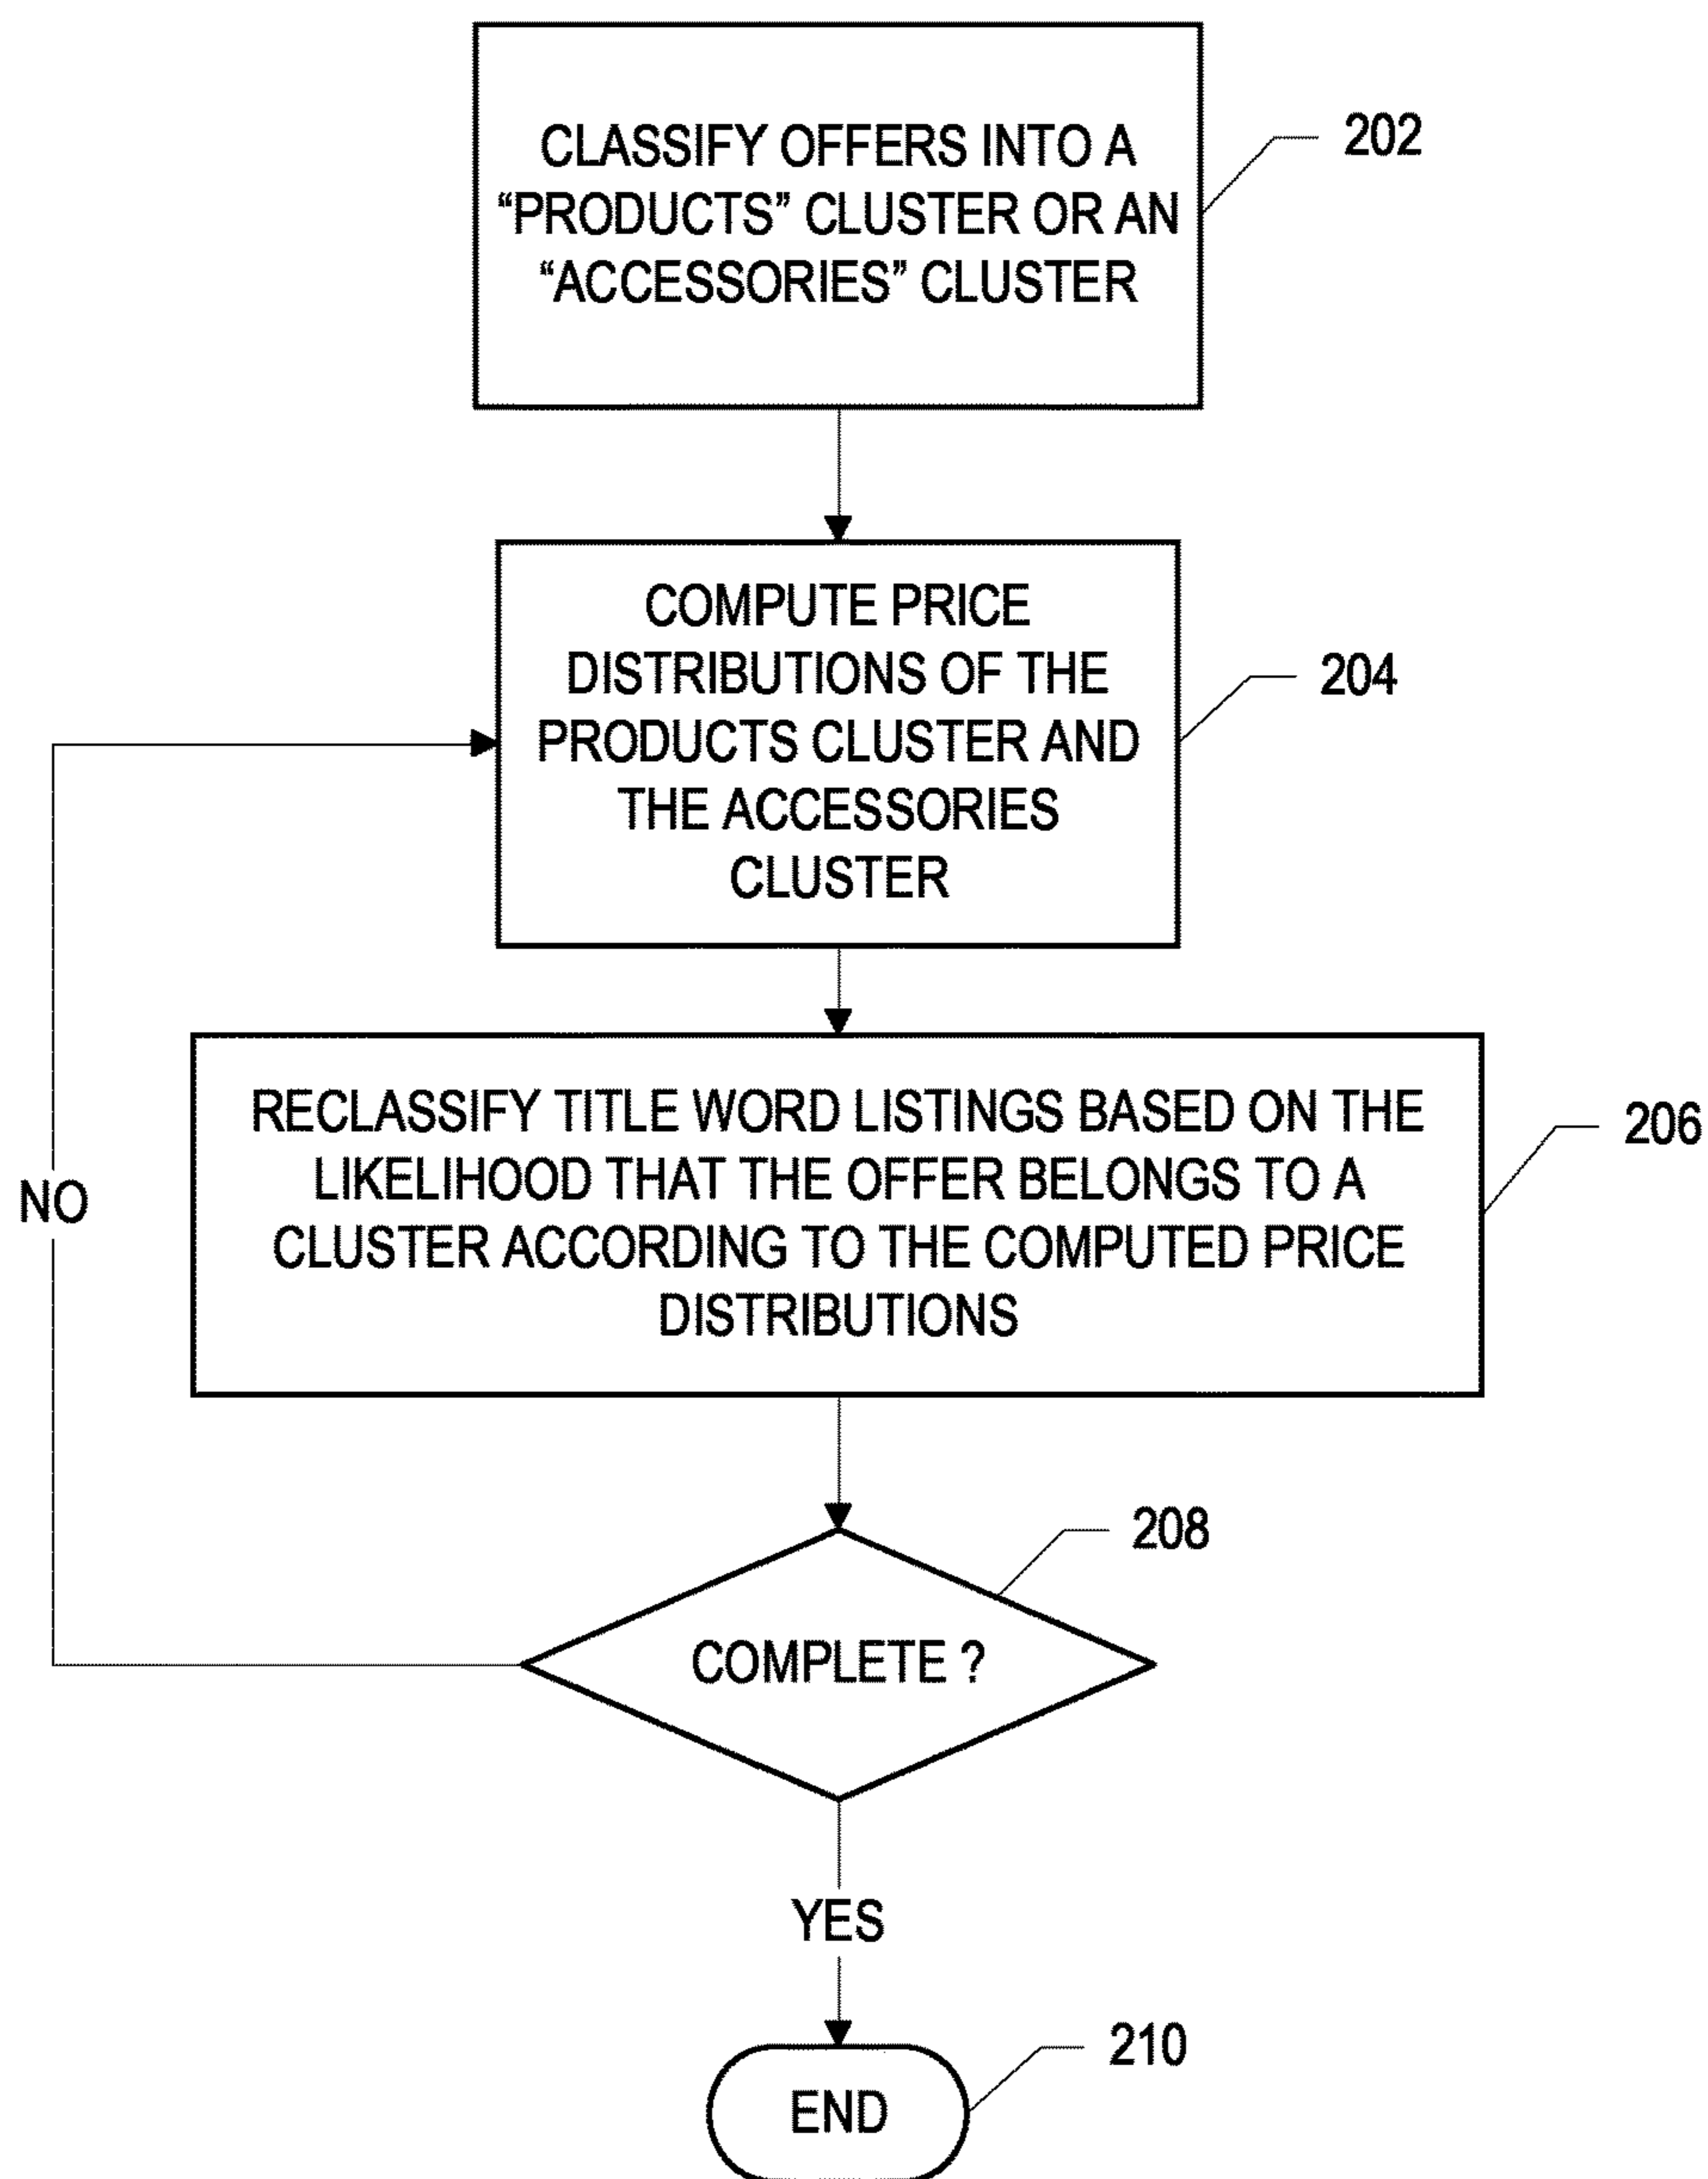 CLASSIFY OFFERS INTO A
“PRODUCTS” CLUSTER OR AN
“ACCESSORIES” CLUSTER
202
COMPUTE PRICE
DISTRIBUTIONS OF THE
PRODUCTS CLUSTER AND
THE ACCESSORIES
CLUSTER
204
RECLASSIFY TITLE WORD LISTINGS BASED ON THE
LIKELIHOOD THAT THE OFFER BELONGS TO A
CLUSTER ACCORDING TO THE COMPUTED PRICE
DISTRIBUTIONS
206
NO
208
COMPLETE ?
YES
210
END